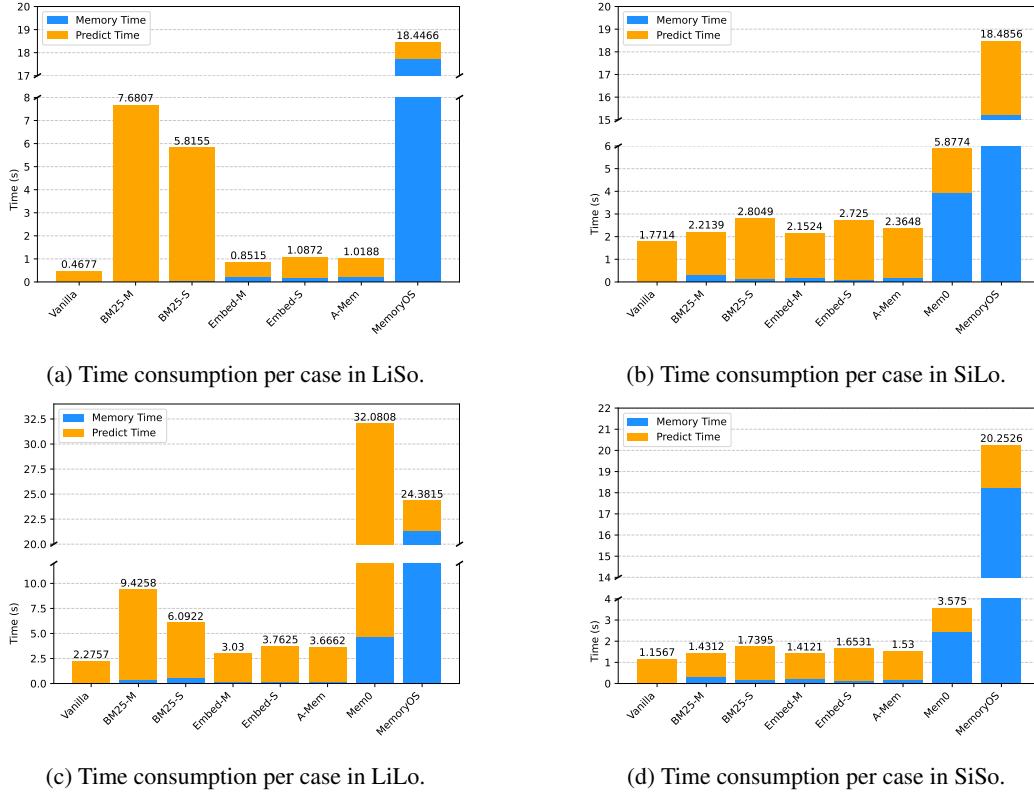 20
19
18
17
8
7
6
5
4
3
2
1
0
Time (s)
Memory Time
Predict Time
0.4677
7.6807
5.8155
0.8515
1.0872
1.0188
18.4466
Vanilla
BM25-M
BM25-S
Embed-M
Embed-S
A-Mem
MemoryOS
(a) Time consumption per case in LiSo.
20
19
18
17
16
15
6
5
4
3
2
1
0
Time (s)
Memory Time
Predict Time
1.7714
2.2139
2.8049
2.1524
2.725
2.3648
5.8774
18.4856
Vanilla
BM25-M
BM25-S
Embed-M
Embed-S
A-Mem
Mem0
MemoryOS
(b) Time consumption per case in SiLo.
32.5
30.0
27.5
25.0
22.5
20.0
10.0
7.5
5.0
2.5
0.0
Time (s)
Memory Time
Predict Time
2.2757
9.4258
6.0922
3.03
3.7625
3.6662
32.0808
24.3815
Vanilla
BM25-M
BM25-S
Embed-M
Embed-S
A-Mem
Mem0
MemoryOS
(c) Time consumption per case in LiLo.
22
21
20
19
18
17
16
15
14
4
3
2
1
0
Time (s)
Memory Time
Predict Time
1.1567
1.4312
1.7395
1.4121
1.6531
1.53
3.575
20.2526
Vanilla
BM25-M
BM25-S
Embed-M
Embed-S
A-Mem
Mem0
MemoryOS
(d) Time consumption per case in SiSo.